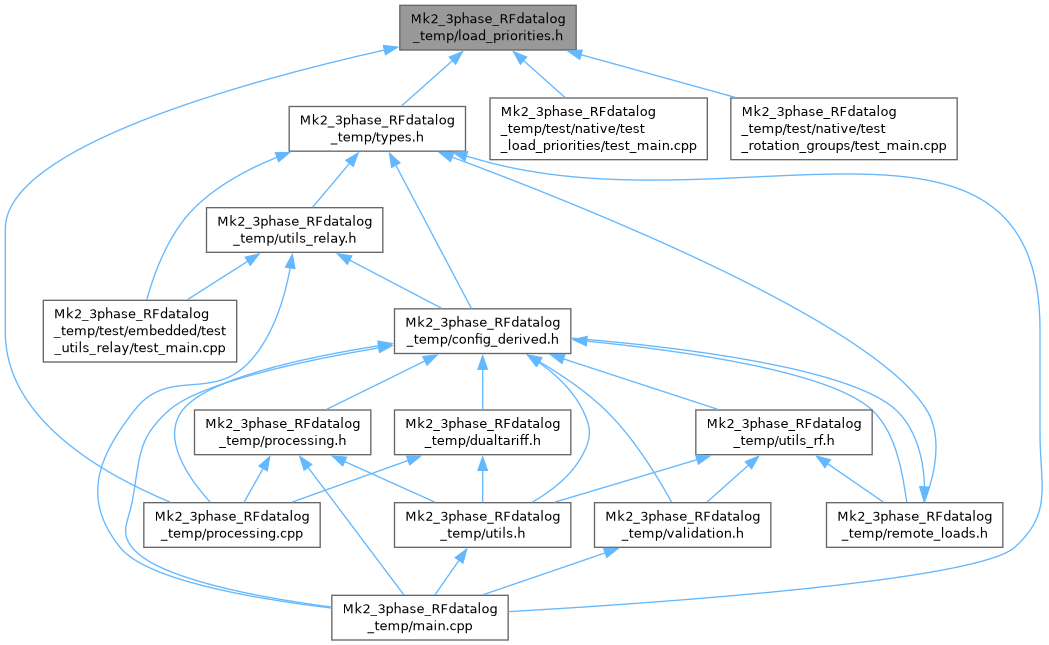 Mk2_3phase_RFdatalog
_temp/load_priorities.h
Mk2_3phase_RFdatalog
_temp/types.h
Mk2_3phase_RFdatalog
_temp/test/native/test
_load_priorities/test_main.cpp
Mk2_3phase_RFdatalog
_temp/test/native/test
_rotation_groups/test_main.cpp
Mk2_3phase_RFdatalog
_temp/utils_relay.h
Mk2_3phase_RFdatalog
_temp/test/embedded/test
_utils_relay/test_main.cpp
Mk2_3phase_RFdatalog
_temp/config_derived.h
Mk2_3phase_RFdatalog
_temp/processing.h
Mk2_3phase_RFdatalog
_temp/dualtariff.h
Mk2_3phase_RFdatalog
_temp/utils_rf.h
Mk2_3phase_RFdatalog
_temp/processing.cpp
Mk2_3phase_RFdatalog
_temp/utils.h
Mk2_3phase_RFdatalog
_temp/validation.h
Mk2_3phase_RFdatalog
_temp/remote_loads.h
Mk2_3phase_RFdatalog
_temp/main.cpp